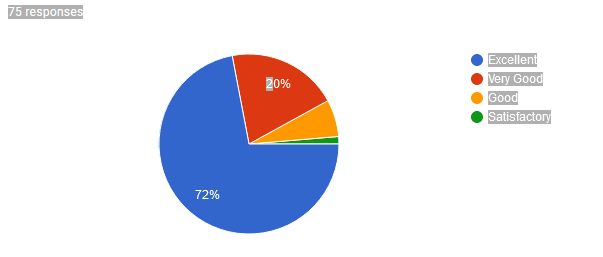 75 responses
Excellent
Very Good
Good
Satisfactory
20%
72%